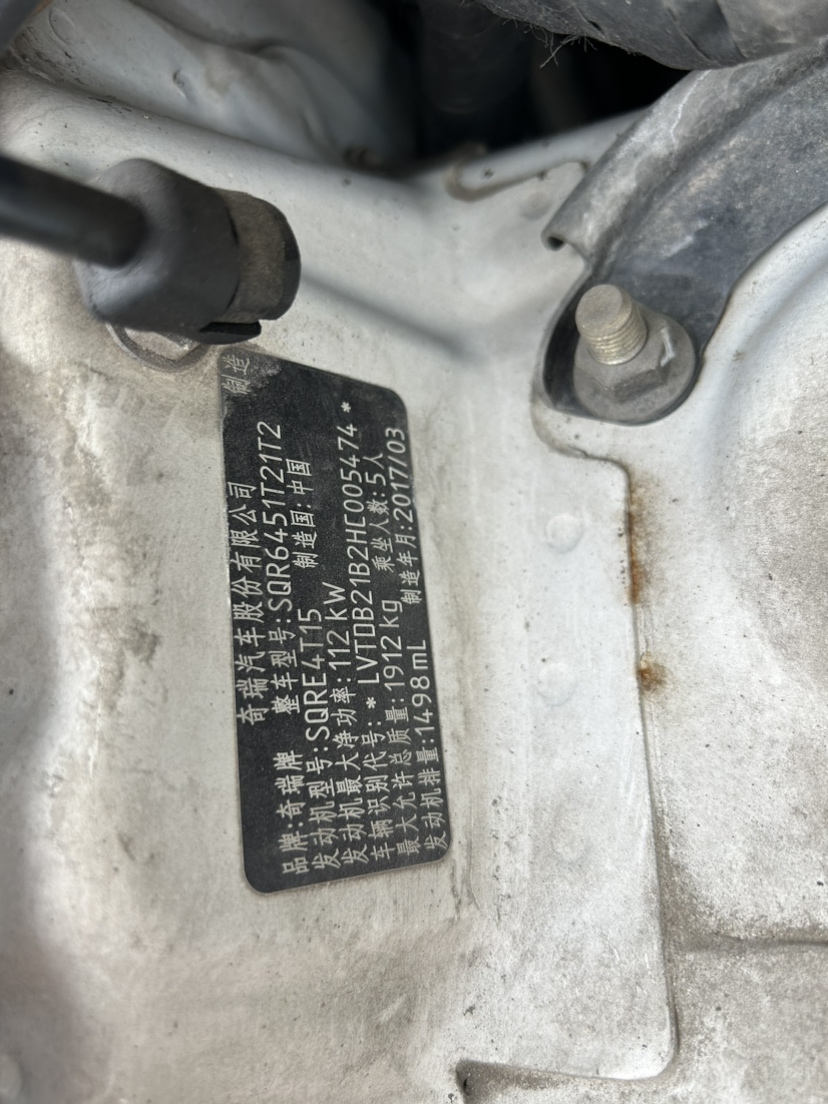 奇瑞汽车股份有限公司 制造
品牌:奇瑞牌 整车型号:SQR6451T21T2
发动机型号:SQRE4T15 制造国:中国
发动机最大净功率:112 kW
车辆识别代号:* LVTDB21B2HC005474 *
最大允许总质量:1912 kg 乘坐人数:5人
发动机排量:1498mL 制造年月:2017/03